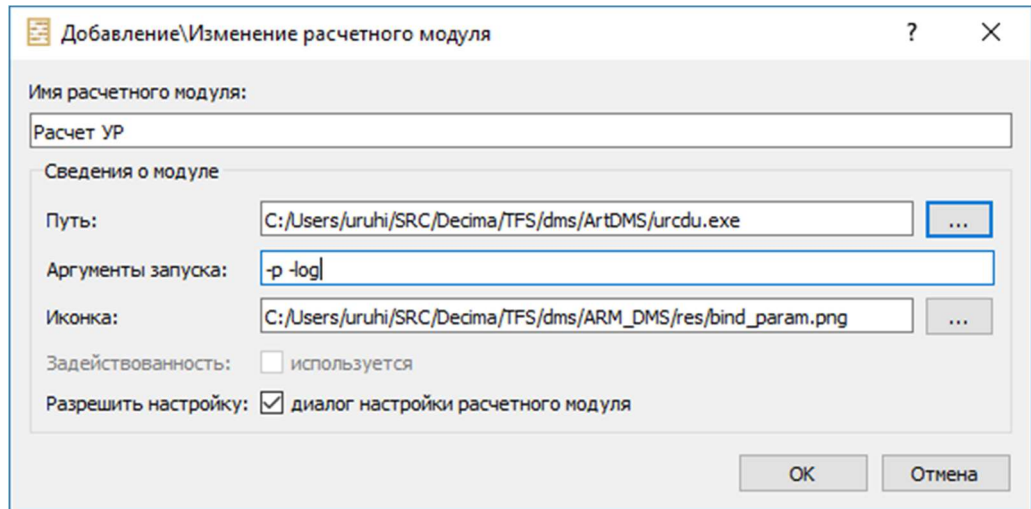 Добавление\Изменение расчетного модуля ?
Имя расчетного модуля:
Расчет УР
Сведения о модуле
Путь: C:/Users/uruhi/SRC/Decima/TFS/dms/ArtDMS/urcdu.exe ...
Аргументы запуска: -p -log
Иконка: C:/Users/uruhi/SRC/Decima/TFS/dms/ARM_DMS/res/bind_param.png ...
Задействованность: используется
Разрешить настройку: диалог настройки расчетного модуля
OK Отмена